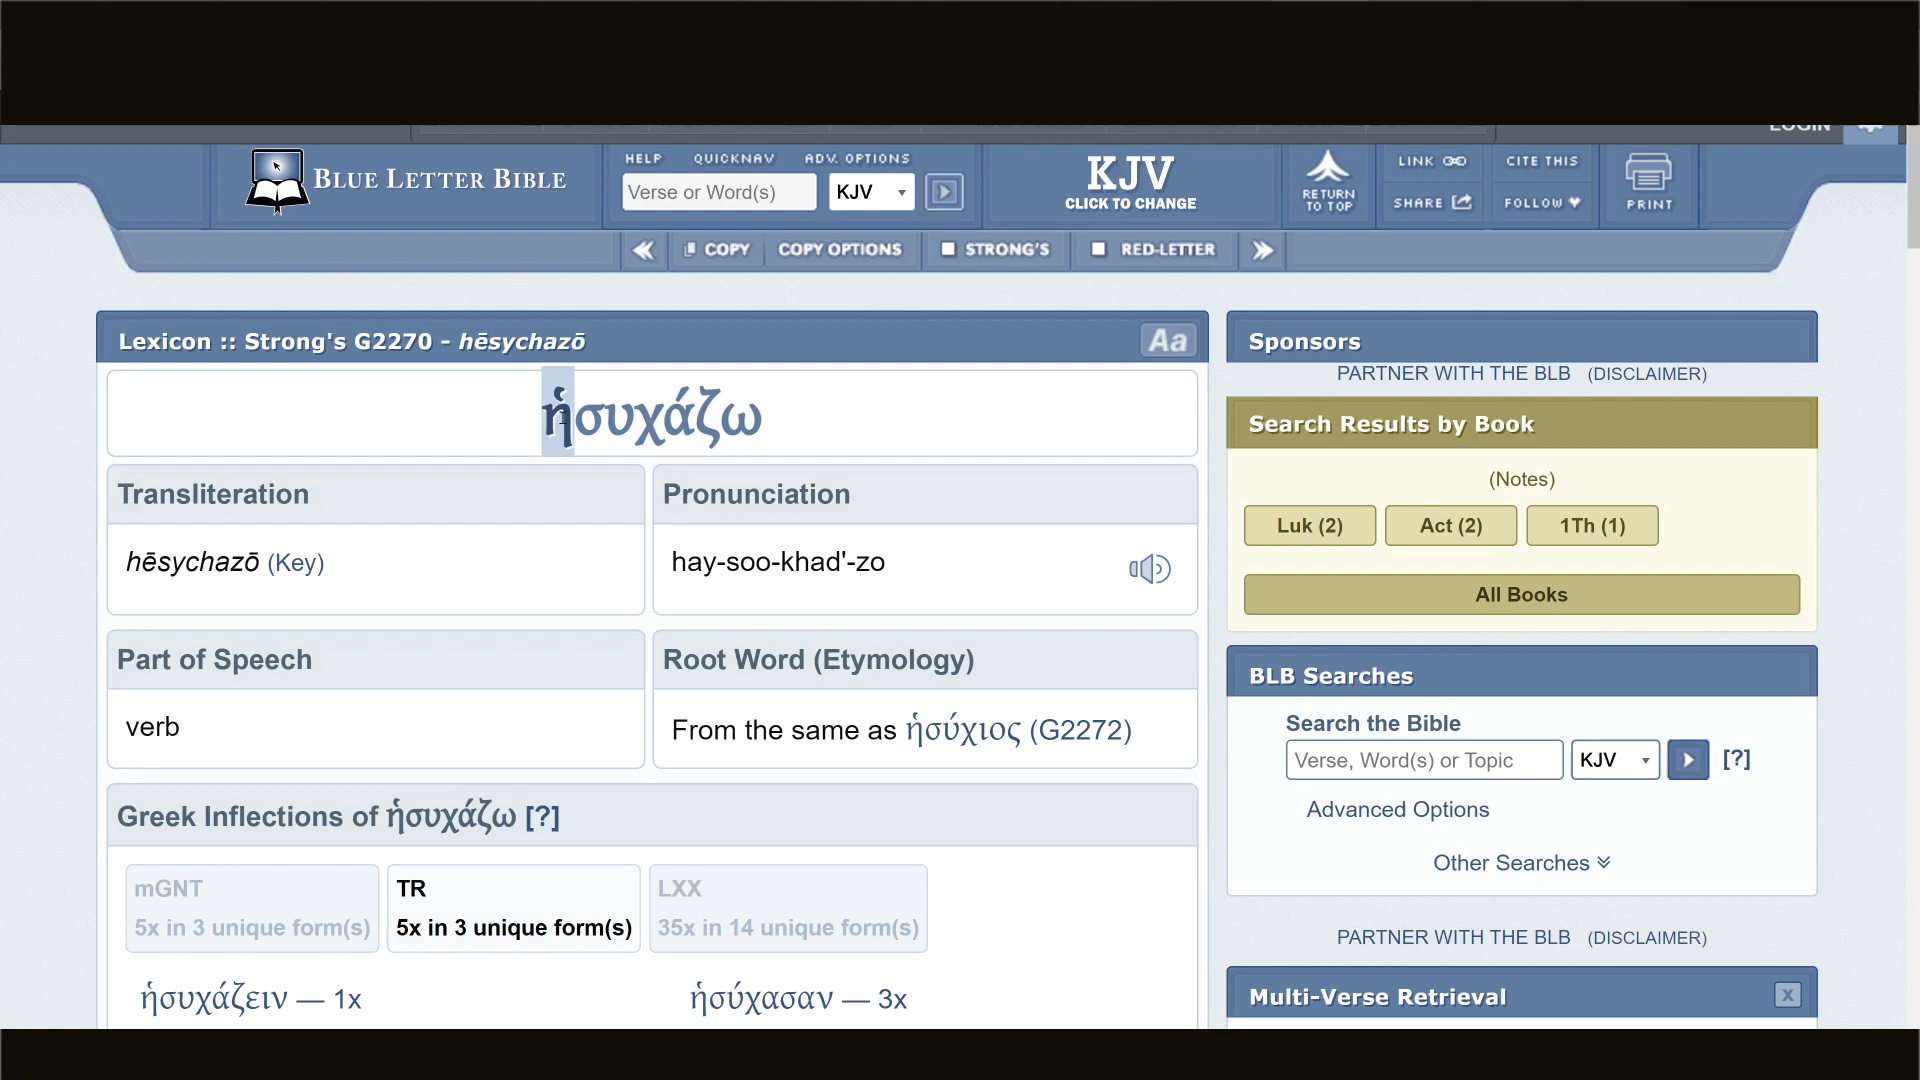 LOGIN
BLUE LETTER BIBLE
HELP QUICKNAV ADV. OPTIONS
Verse or Word(s) KJV
KJV
CLICK TO CHANGE
RETURN
TO TOP
LINK CITE THIS
SHARE FOLLOW
PRINT
COPY COPY OPTIONS STRONG'S RED-LETTER
Lexicon :: Strong's G2270 - hēsychazō Aa
ἡσυχάζω
Transliteration
hēsychazō (Key)
Pronunciation
hay-soo-khad'-zo
Part of Speech
verb
Root Word (Etymology)
From the same as ἡσύχιος (G2272)
Greek Inflections of ἡσυχάζω [?]
mGNT
5x in 3 unique form(s)
TR
5x in 3 unique form(s)
LXX
35x in 14 unique form(s)
ἡσυχάζειν — 1x
ἡσύχασαν — 3x
Sponsors
PARTNER WITH THE BLB (DISCLAIMER)
Search Results by Book
(Notes)
Luk (2) Act (2) 1Th (1)
All Books
BLB Searches
Search the Bible
Verse, Word(s) or Topic KJV [?]
Advanced Options
Other Searches
PARTNER WITH THE BLB (DISCLAIMER)
Multi-Verse Retrieval x